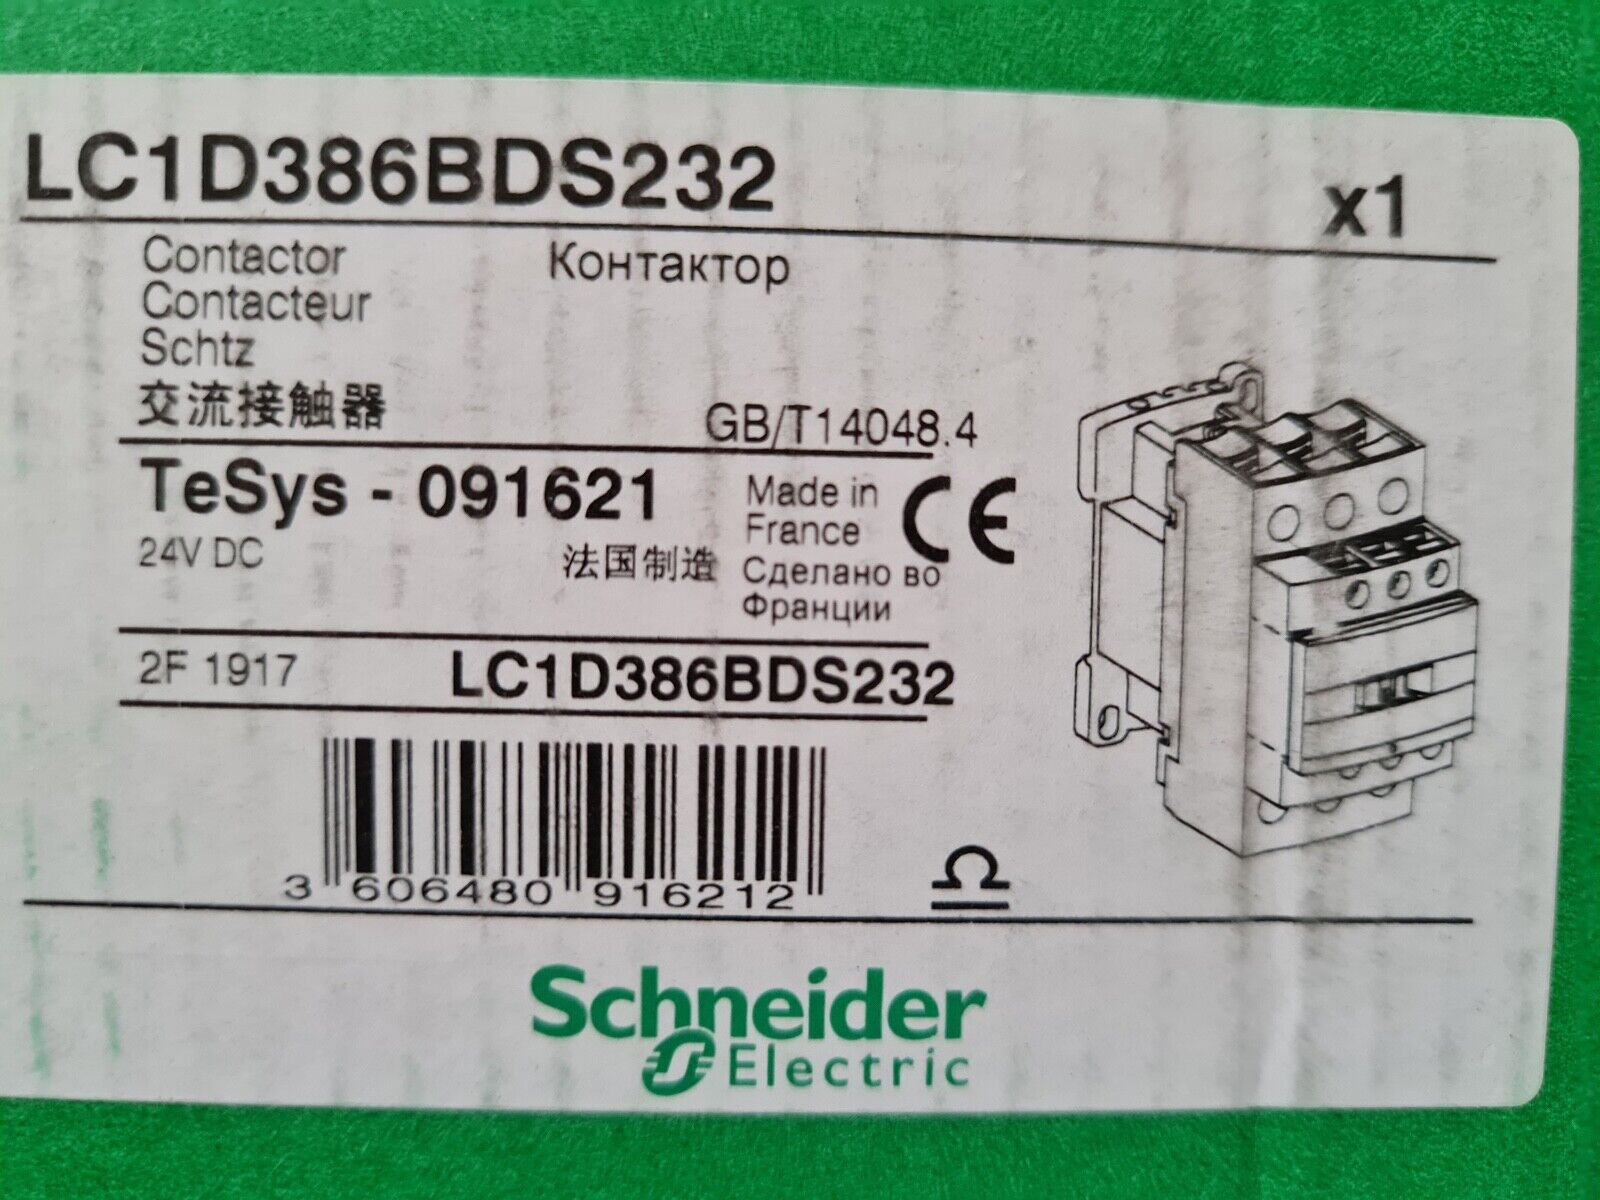 LC1D386BDS232 x1
Contactor Контактор
Contacteur
Schtz
交流接触器 GB/T14048.4
TeSys - 091621
24V DC
法国制造
Made in
France
CE
Сделано во
Франции
2F 1917 LC1D386BDS232
3 606480 916212
Schneider
Electric